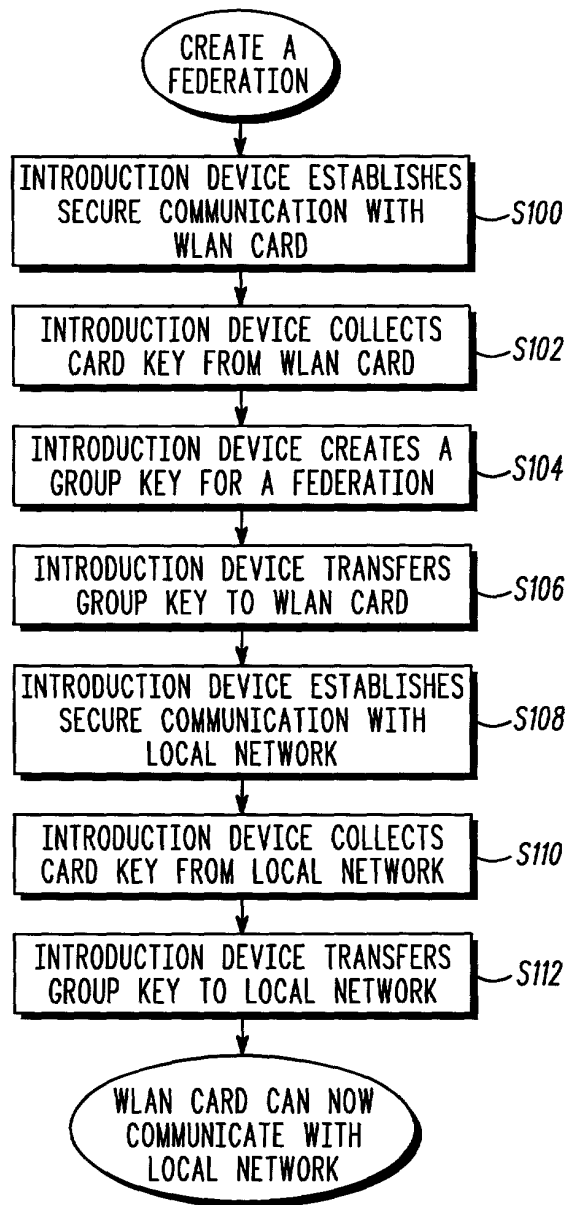 CREATE A
FEDERATION
INTRODUCTION DEVICE ESTABLISHES
SECURE COMMUNICATION WITH
WLAN CARD
S100
INTRODUCTION DEVICE COLLECTS
CARD KEY FROM WLAN CARD
S102
INTRODUCTION DEVICE CREATES A
GROUP KEY FOR A FEDERATION
S104
INTRODUCTION DEVICE TRANSFERS
GROUP KEY TO WLAN CARD
S106
INTRODUCTION DEVICE ESTABLISHES
SECURE COMMUNICATION WITH
LOCAL NETWORK
S108
INTRODUCTION DEVICE COLLECTS
CARD KEY FROM LOCAL NETWORK
S110
INTRODUCTION DEVICE TRANSFERS
GROUP KEY TO LOCAL NETWORK
S112
WLAN CARD CAN NOW
COMMUNICATE WITH
LOCAL NETWORK